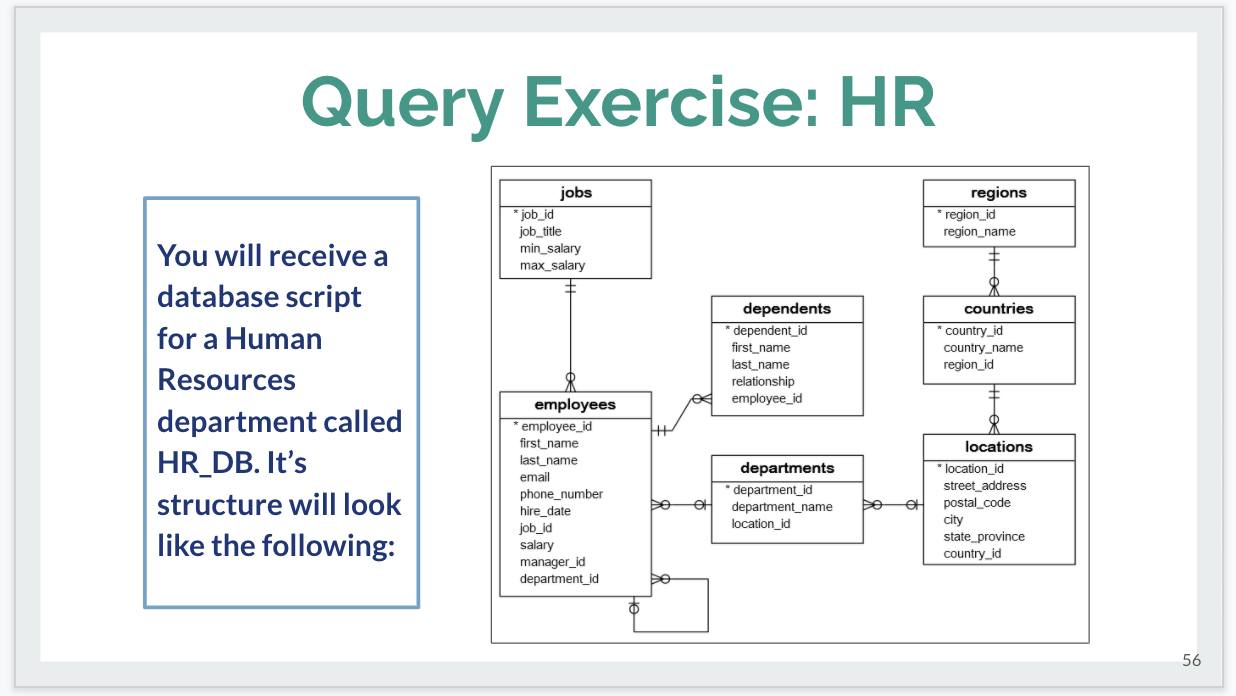 Query Exercise: HR
You will receive a
database script
for a Human
Resources
department called
HR_DB. It’s
structure will look
like the following:
jobs
* job_id
job_title
min_salary
max_salary
regions
* region_id
region_name
dependents
* dependent_id
first_name
last_name
relationship
employee_id
countries
* country_id
country_name
region_id
employees
* employee_id
first_name
last_name
email
phone_number
hire_date
job_id
salary
manager_id
department_id
departments
* department_id
department_name
location_id
locations
* location_id
street_address
postal_code
city
state_province
country_id
56